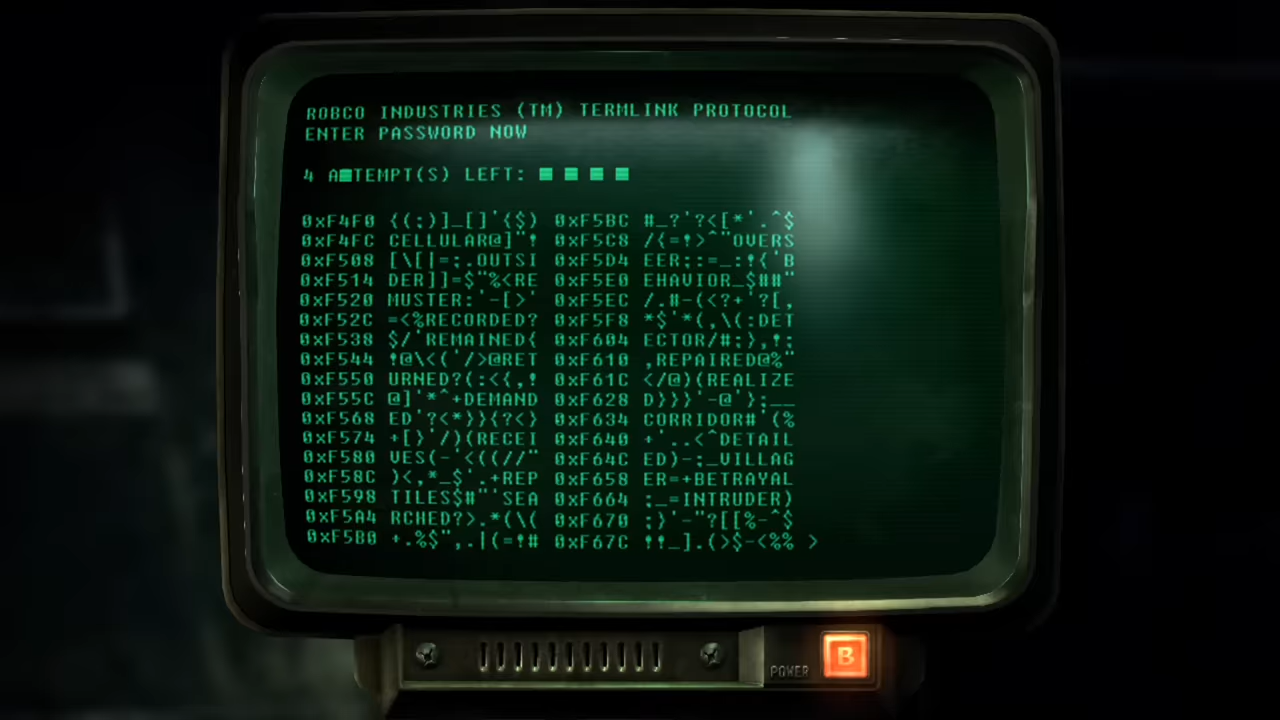 ROBCO INDUSTRIES (TM) TERMLINK PROTOCOL
ENTER PASSWORD NOW
4 A■TEMPT(S) LEFT: ■ ■ ■ ■
0xF4F0 {(;)]_[]'{$) 0xF5BC #_?'?<[*'.^$
0xF4FC CELLULAR@]"! 0xF5C8 /{=!>^"OVERS
0xF508 [\[|=;.OUTSI 0xF5D4 EER;:=_:!{'B
0xF514 DER]]=$"%<RE 0xF5E0 EHAVIOR_$##"
0xF520 MUSTER:'-[>' 0xF5EC /.#-(<?+'?[,
0xF52C =<%RECORDED? 0xF5F8 *$'*(,\(:DET
0xF538 $/'REMAINED{ 0xF604 ECTOR/#;},!;
0xF544 !@\<('/>@RET 0xF610 ,REPAIRED@%"
0xF550 URNED?(:<{,! 0xF61C </@)(REALIZE
0xF55C @]'*^+DEMAND 0xF628 D}}}'-@'};__
0xF568 ED'?<*}}{?<} 0xF634 CORRIDOR#'(%
0xF574 +[}'/)(RECEI 0xF640 +'..<^DETAIL
0xF580 VES(-'<((//" 0xF64C ED)-;_VILLAG
0xF58C )<,*_$'.+REP 0xF658 ER=+BETRAYAL
0xF598 TILES$#"'SEA 0xF664 ;_=INTRUDER)
0xF5A4 RCHED?>.*(\( 0xF670 ;}'-"?[[%-^$
0xF5B0 +.%$",.|(=!# 0xF67C !!_].(>$-<%% >
POWER
B